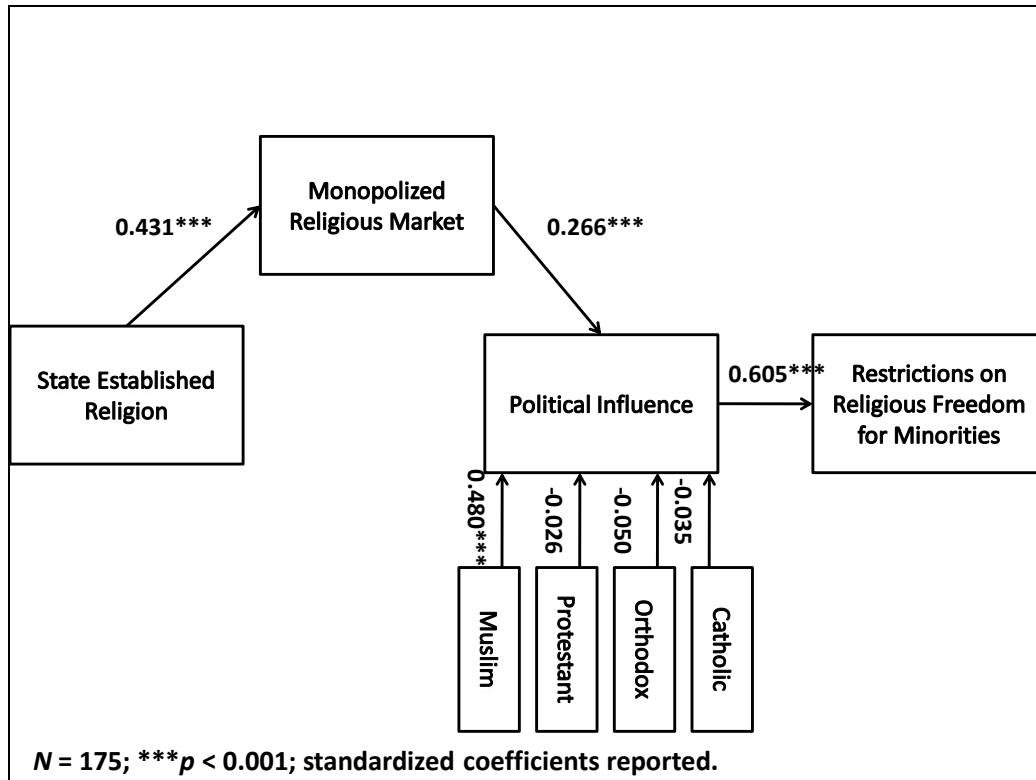 Monopolized
Religious Market
0.431***
0.266***
State Established
Religion
Political Influence
0.605***
Restrictions on
Religious Freedom
for Minorities
0.480***
-0.026
-0.050
-0.035
Muslim
Protestant
Orthodox
Catholic
N = 175; ***p < 0.001; standardized coefficients reported.